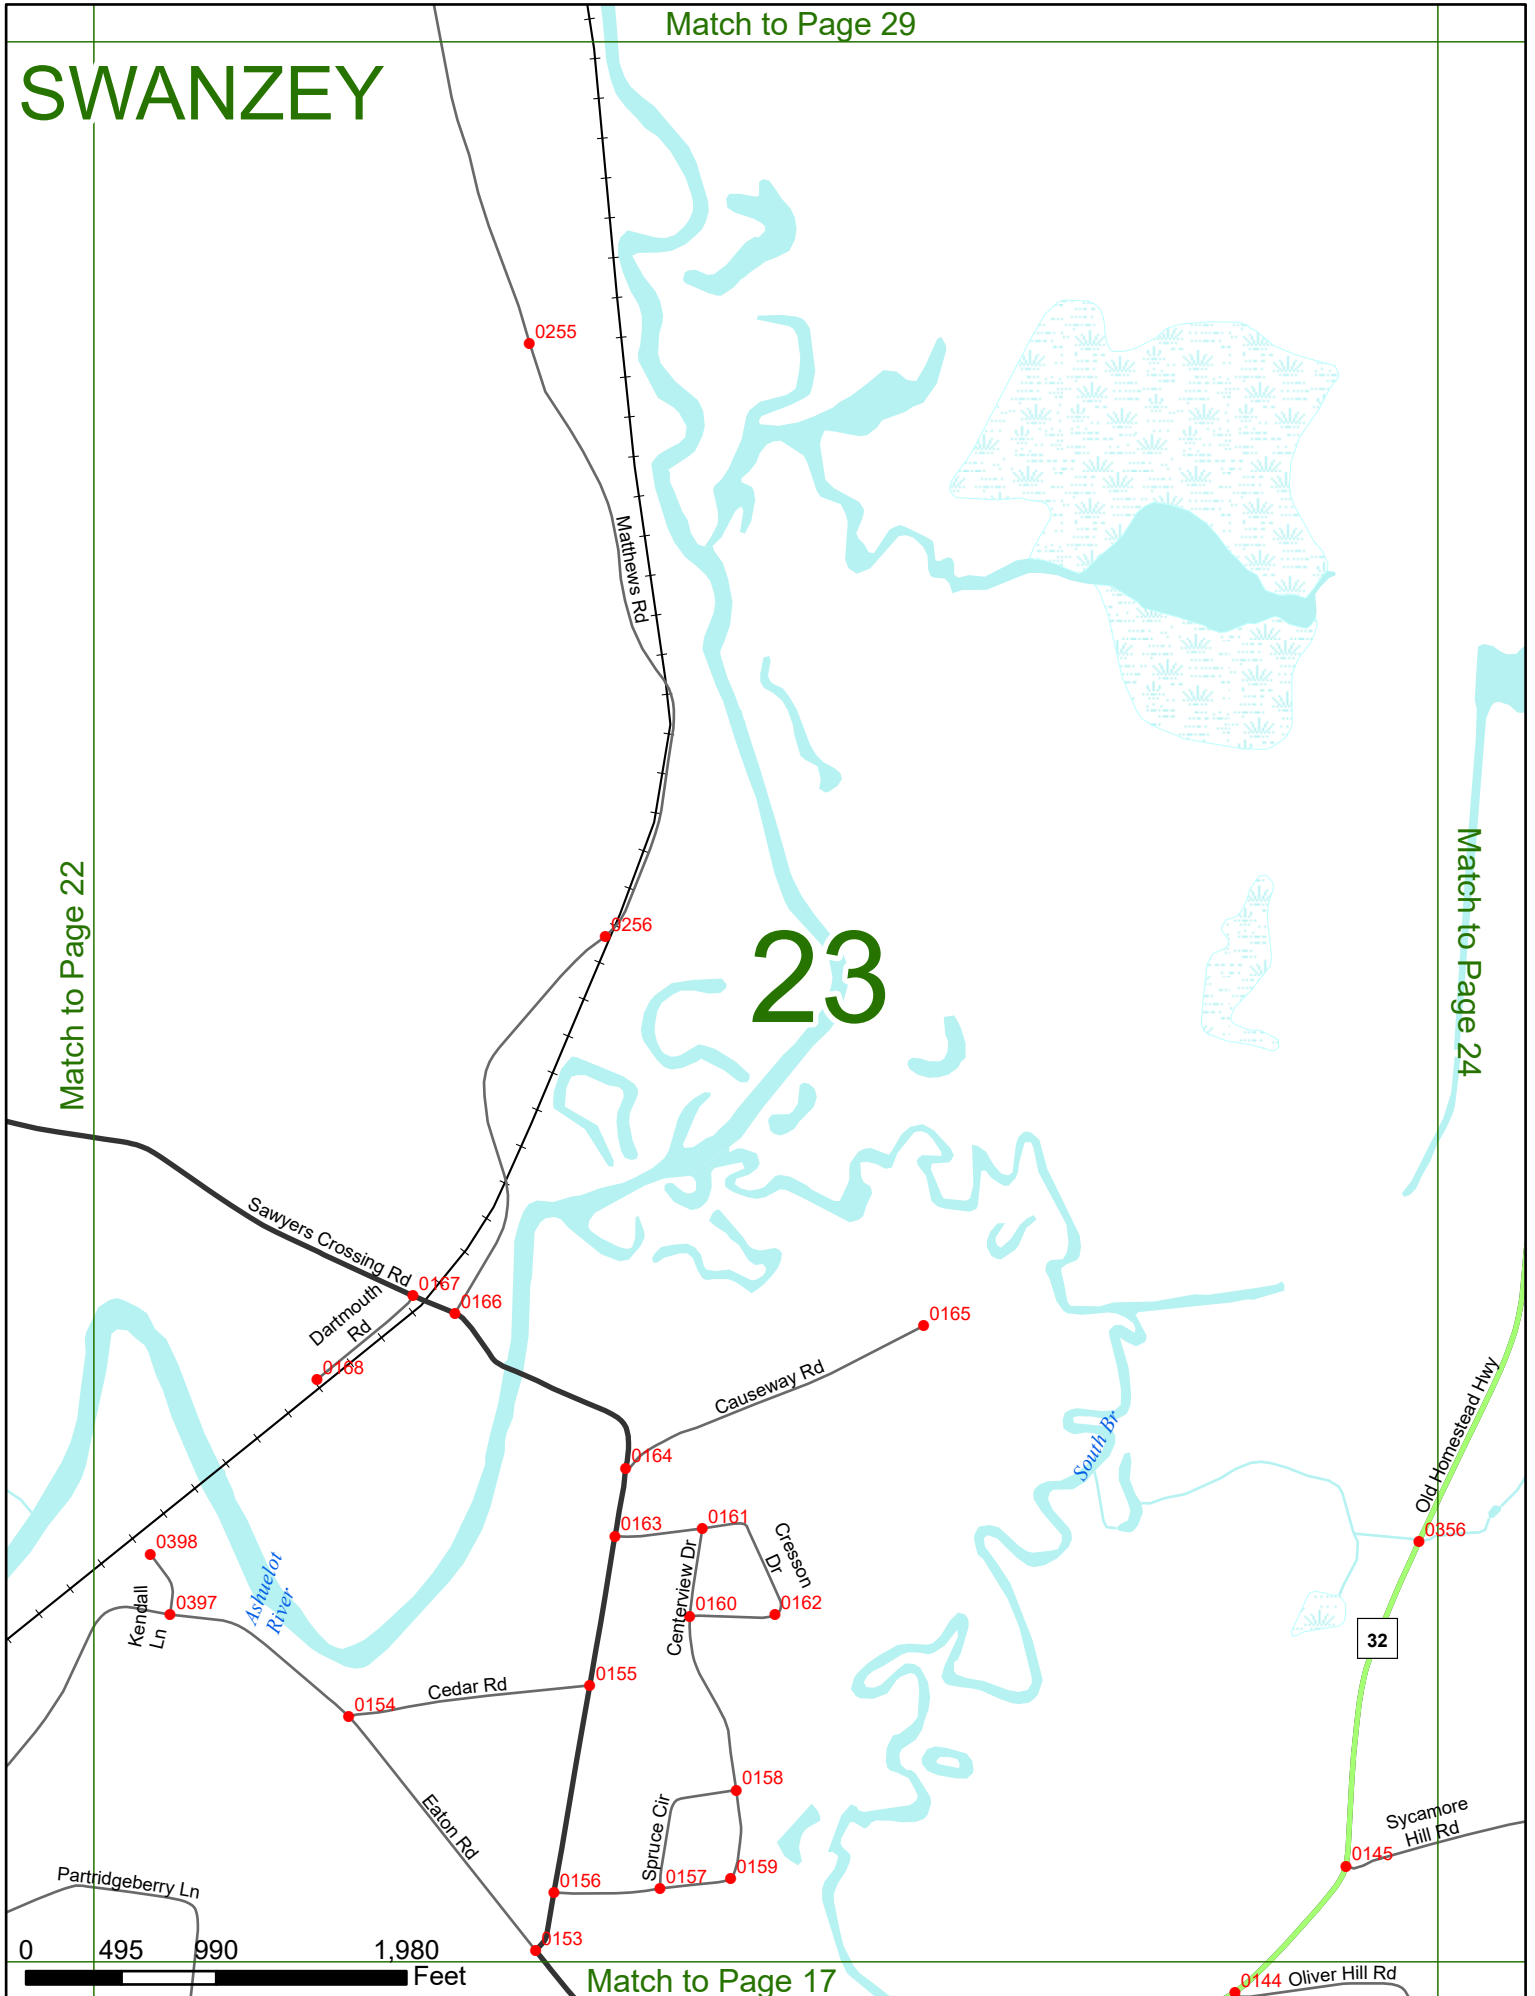 Match to Page 29
SWANZEY
0255
Matthews Rd
Match to Page 22
0256
23
Match to Page 24
Sawyers Crossing Rd
0167
0166
Dartmouth
Rd
0168
0165
Causeway Rd
0164
South Br
Old Homestead Hwy
0356
0163
0161
Cresson
Dr
Centerview Dr
0160
0162
0398
Kendall
Ln
0397
Ashuelot
River
32
0155
Cedar Rd
0154
0158
Spruce Cir
Eaton Rd
Sycamore
Hill Rd
0145
0159
0157
0156
Partridgeberry Ln
0153
0 495 990 1,980
Feet
Match to Page 17
0144
Oliver Hill Rd